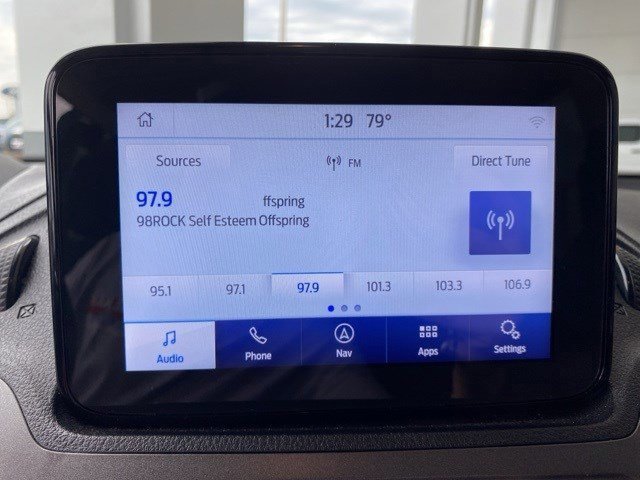 1:29 79°
Sources FM Direct Tune
97.9 ffspring
98ROCK Self Esteem Offspring
95.1 97.1 97.9 101.3 103.3 106.9
Audio Phone Nav Apps Settings